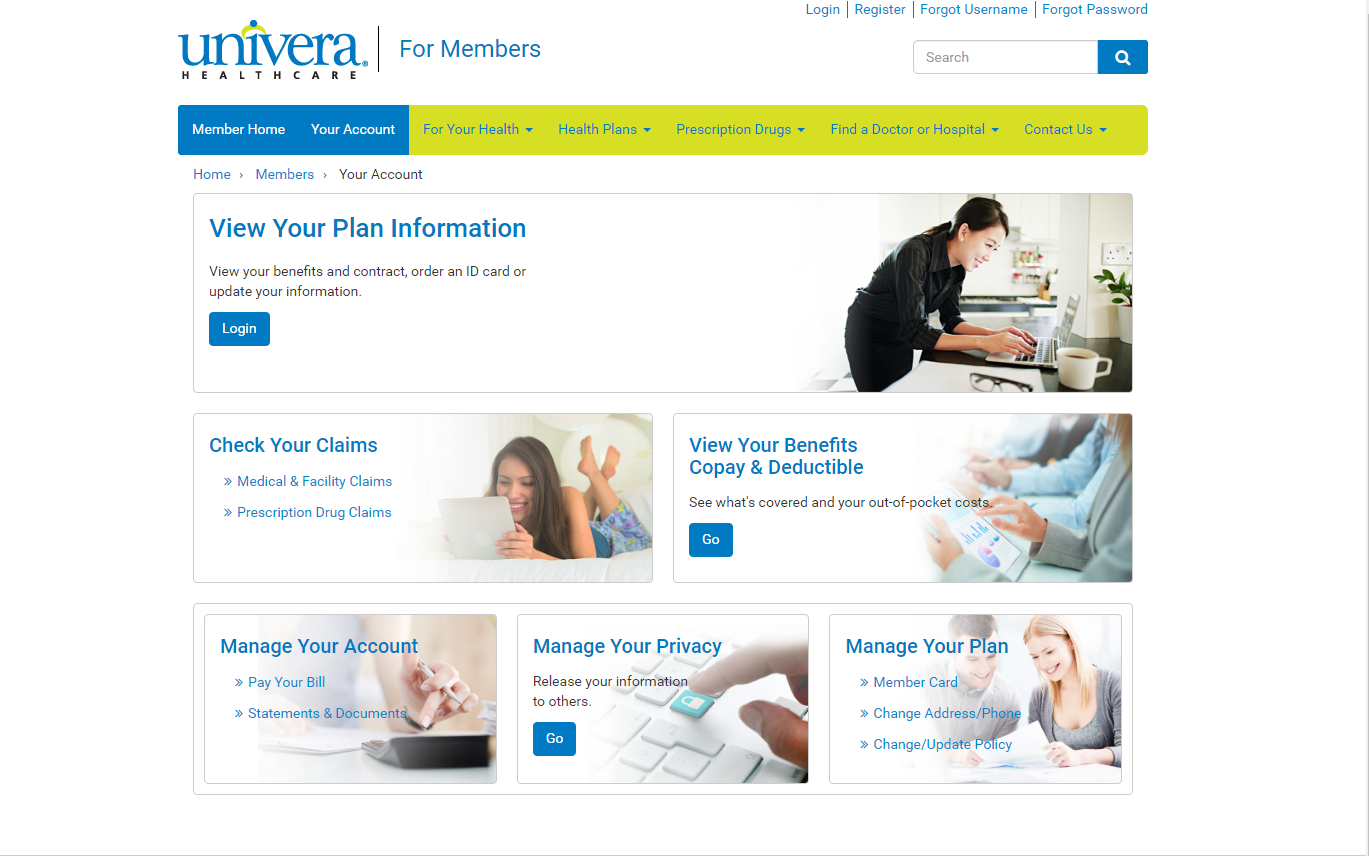 Login Register Forgot Username Forgot Password
univera®
HEALTHCARE
For Members
Search
Member Home Your Account For Your Health Health Plans Prescription Drugs Find a Doctor or Hospital Contact Us
Home › Members › Your Account
View Your Plan Information
View your benefits and contract, order an ID card or
update your information.
Login
Check Your Claims
» Medical & Facility Claims
» Prescription Drug Claims
View Your Benefits
Copay & Deductible
See what's covered and your out-of-pocket costs.
Go
Manage Your Account
» Pay Your Bill
» Statements & Documents
Manage Your Privacy
Release your information
to others.
Go
Manage Your Plan
» Member Card
» Change Address/Phone
» Change/Update Policy